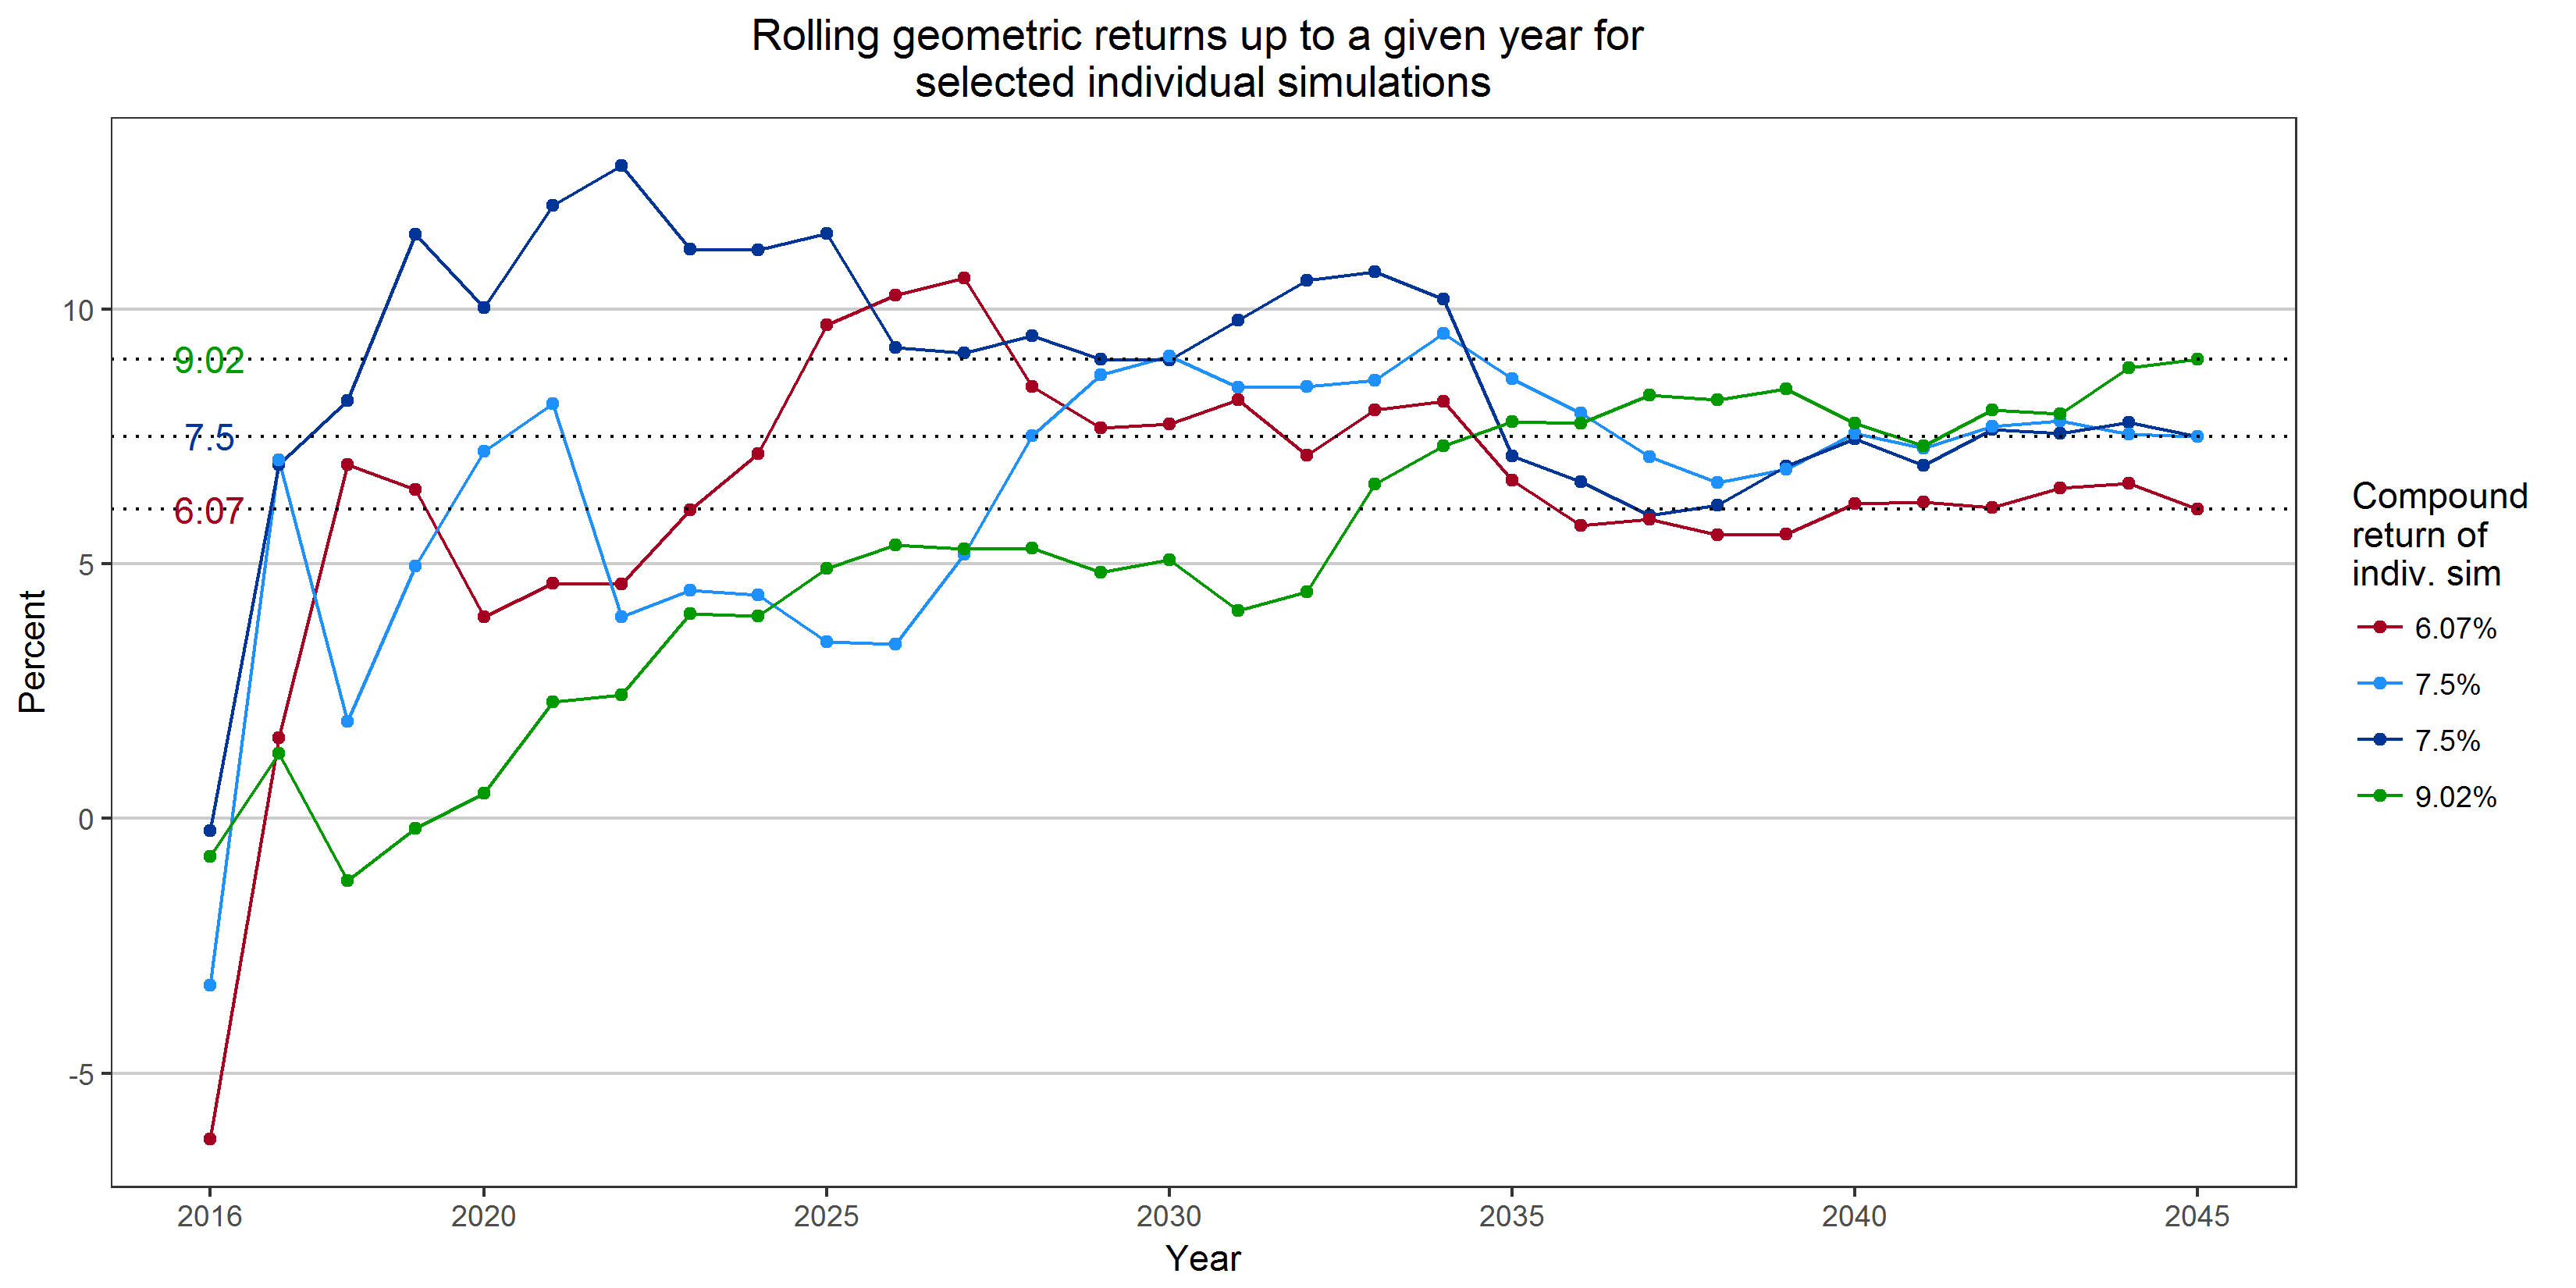 Rolling geometric returns up to a given year for
selected individual simulations
10
9.02
7.5
6.07
5
0
-5
Percent
2016
2020
2025
2030
2035
2040
2045
Year
Compound
return of
indiv. sim
6.07%
7.5%
7.5%
9.02%